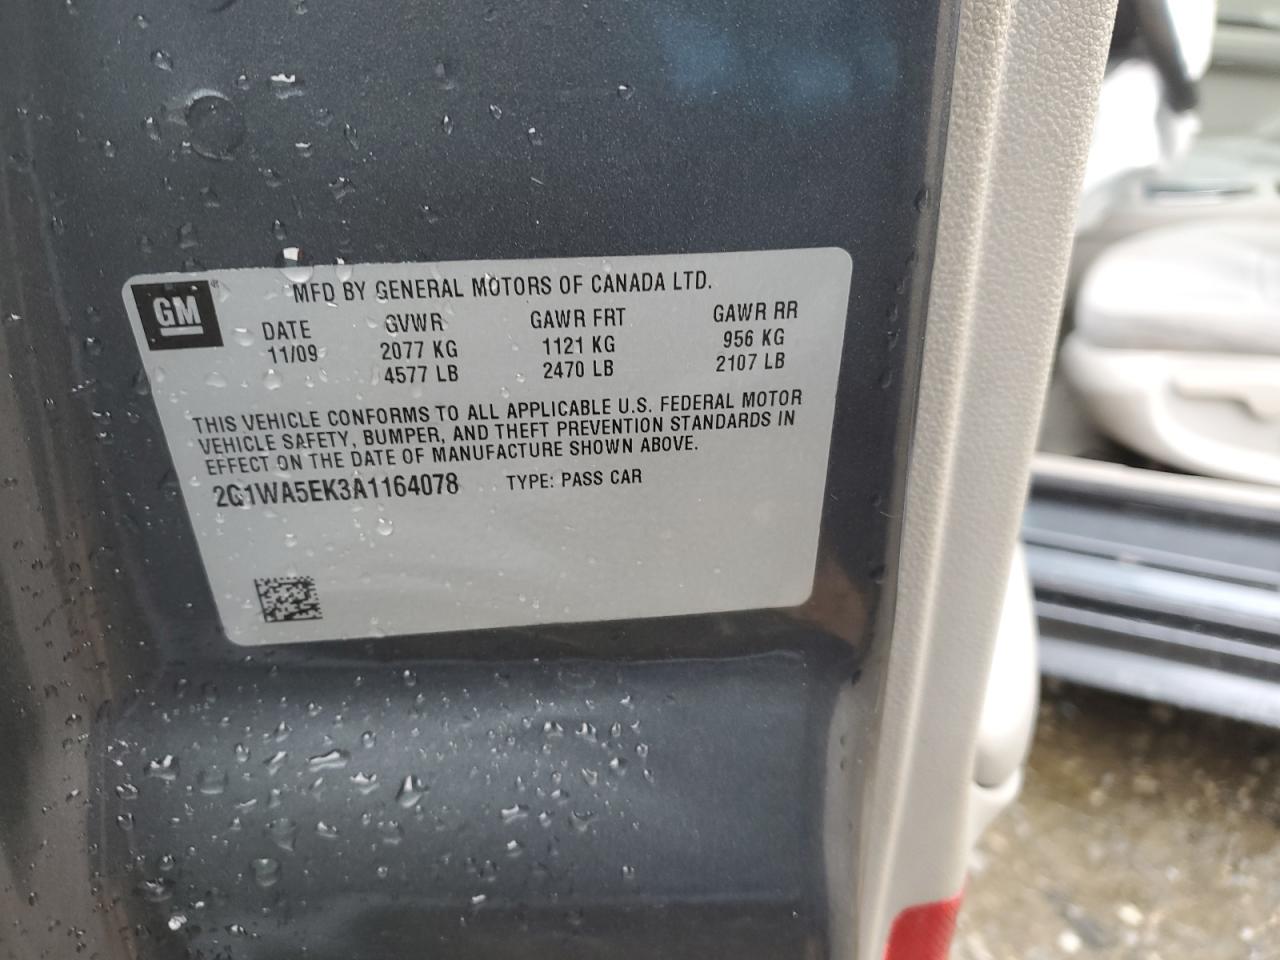 GM
MFD BY GENERAL MOTORS OF CANADA LTD.
DATE GVWR GAWR FRT GAWR RR
11/09 2077 KG 1121 KG 956 KG
4577 LB 2470 LB 2107 LB
THIS VEHICLE CONFORMS TO ALL APPLICABLE U.S. FEDERAL MOTOR
VEHICLE SAFETY, BUMPER, AND THEFT PREVENTION STANDARDS IN
EFFECT ON THE DATE OF MANUFACTURE SHOWN ABOVE.
2G1WA5EK3A1164078 TYPE: PASS CAR